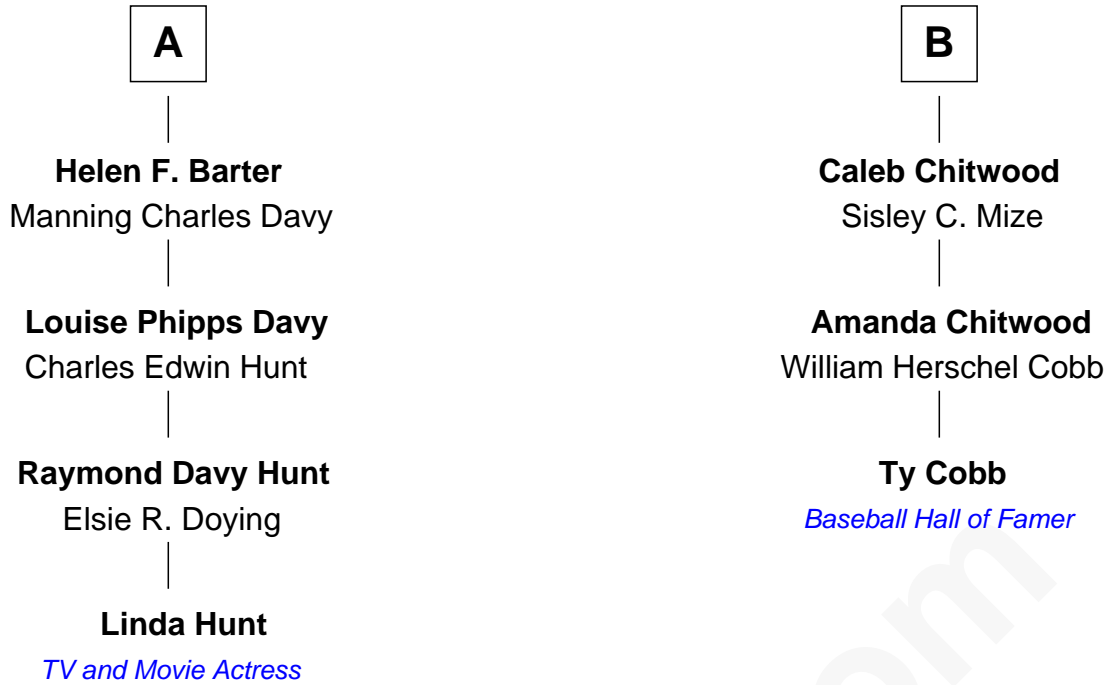 A
Helen F. Barter
Manning Charles Davy
Louise Phipps Davy
Charles Edwin Hunt
Raymond Davy Hunt
Elsie R. Doying
Linda Hunt
TV and Movie Actress
B
Caleb Chitwood
Sisley C. Mize
Amanda Chitwood
William Herschel Cobb
Ty Cobb
Baseball Hall of Famer
om